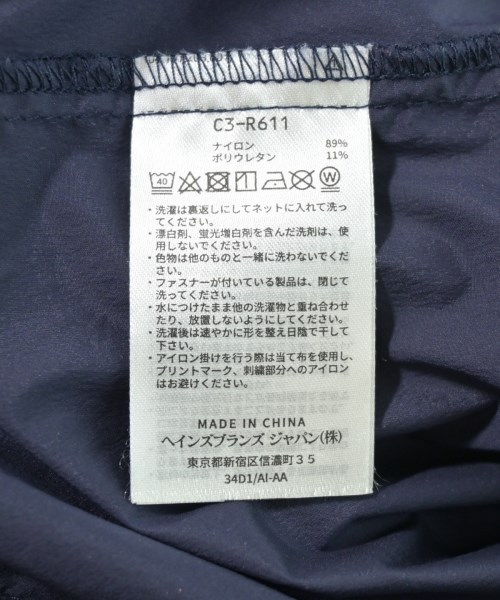 C3-R611
ナイロン 89%
ポリウレタン 11%
40
・洗濯は裏返しにしてネットに入れて洗っ
てください。
・漂白剤、蛍光増白剤を含んだ洗剤は、使
用しないでください。
・色物は他のものと一緒に洗わないでくだ
さい。
・ファスナーが付いている製品は、閉じて
洗ってください。
・水につけたまま他の洗濯物と重ね合わせ
たり、放置しないようにしてください。
・洗濯後は速やかに形を整え日陰で干して
下さい。
・アイロン掛けを行う際は当て布を使用し、
プリントマーク、刺繍部分へのアイロン
はお避けください。
MADE IN CHINA
ヘインズブランズ ジャパン(株)
東京都新宿区信濃町３５
34D1/AI-AA